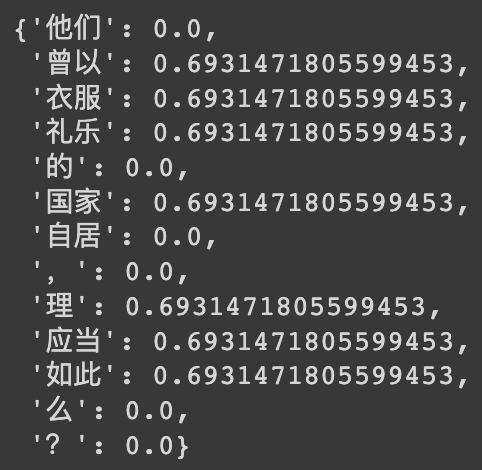 {'他们': 0.0,
'曾以': 0.6931471805599453,
'衣服': 0.6931471805599453,
'礼乐': 0.6931471805599453,
'的': 0.0,
'国家': 0.6931471805599453,
'自居': 0.0,
'，': 0.0,
'理': 0.6931471805599453,
'应当': 0.6931471805599453,
'如此': 0.6931471805599453,
'么': 0.0,
'？': 0.0}